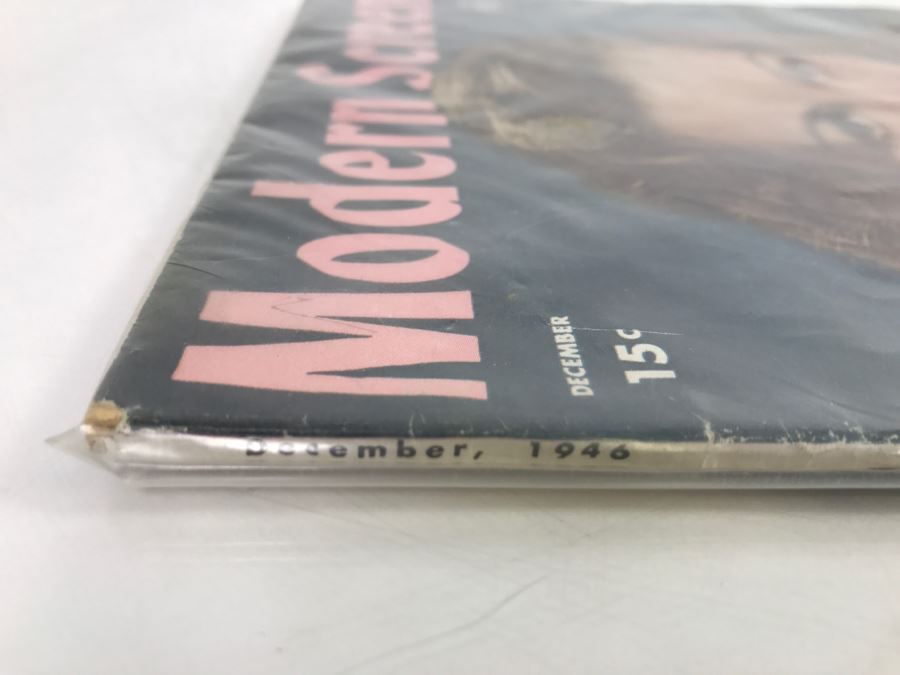 Modern Screen
DECEMBER
15c
December, 1946